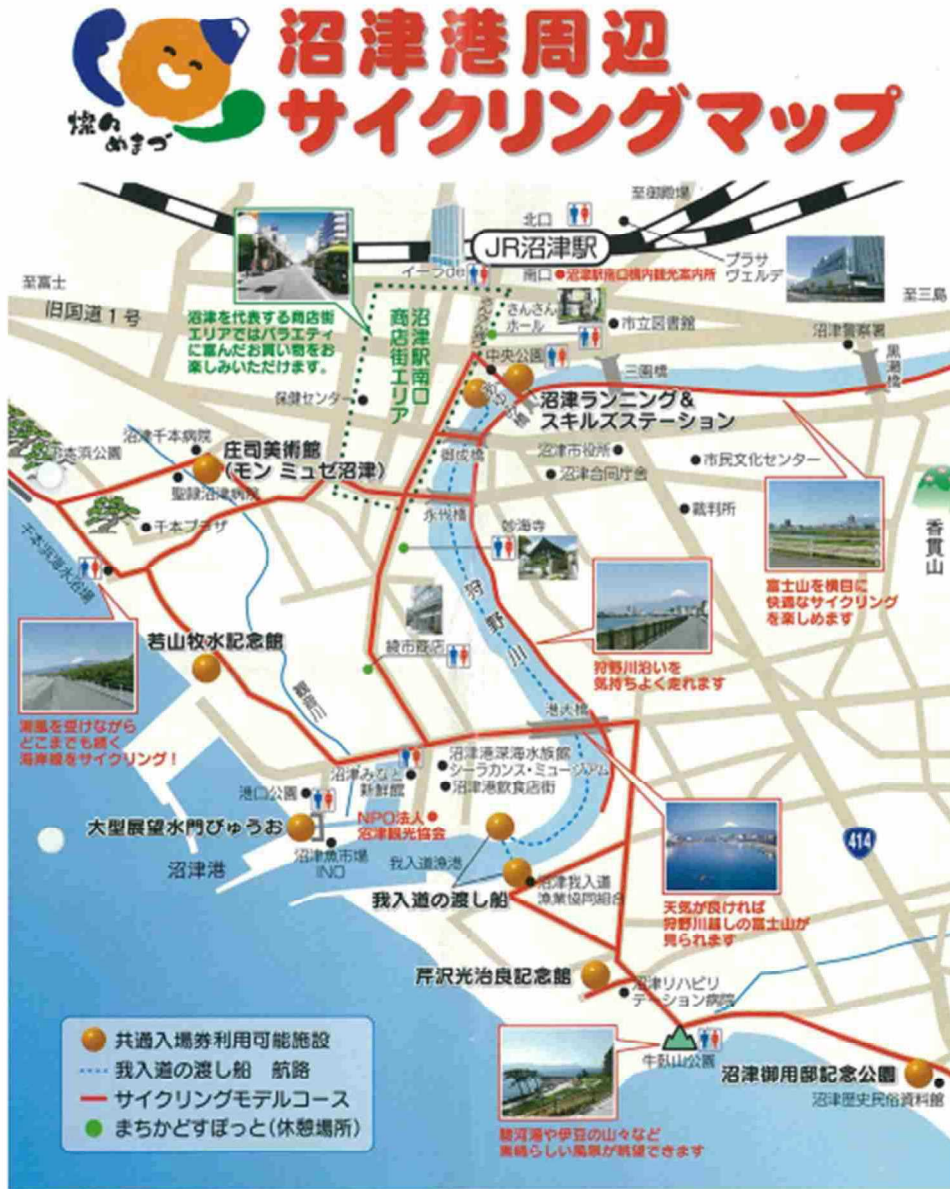 燦々
ぬまづ
沼津港周辺
サイクリングマップ
至御殿場
北口
JR沼津駅
プラサ
ヴェルデ
イーラde
南口
沼津駅南口構内観光案内所
至富士
旧国道1号
至三島
沼津を代表する商店街
エリアではバラエティ
に富んだお買い物をお
楽しみいただけます。
沼津駅南口
商店街エリア
さんさん
ホール
市立図書館
沼津警察署
黒瀬橋
中央公園
三園橋
あゆみ橋
沼津ランニング&
スキルズステーション
保健センター
沼津千本病院
庄司美術館
(モン ミュゼ沼津)
聖隷沼津病院
千本プラザ
御成橋
沼津市役所
沼津合同庁舎
市民文化センター
裁判所
香貫山
永代橋
妙海寺
千本浜海水浴場
狩野川
富士山を横目に
快適なサイクリング
を楽しめます
若山牧水記念館
狩野川沿いを
気持ちよく走れます
潮風を受けながら
どこまでも続く
海岸線をサイクリング!
港大橋
沼津みなと
新鮮館
沼津港深海水族館
シーラカンス・ミュージアム
沼津港飲食店街
港口公園
NPO法人
沼津観光協会
大型展望水門びゅうお
沼津魚市場
INO
沼津港
我入道漁港
我入道の渡し船
沼津我入道
漁業協同組合
414
天気が良ければ
狩野川越しの富士山が
見られます
芹沢光治良記念館
沼津リハビリ
テーション病院
牛臥山公園
沼津御用邸記念公園
沼津歴史民俗資料館
駿河湾や伊豆の山々など
素晴らしい風景が眺望できます
共通入場券利用可能施設
我入道の渡し船 航路
サイクリングモデルコース
まちかどすぽっと(休憩場所)